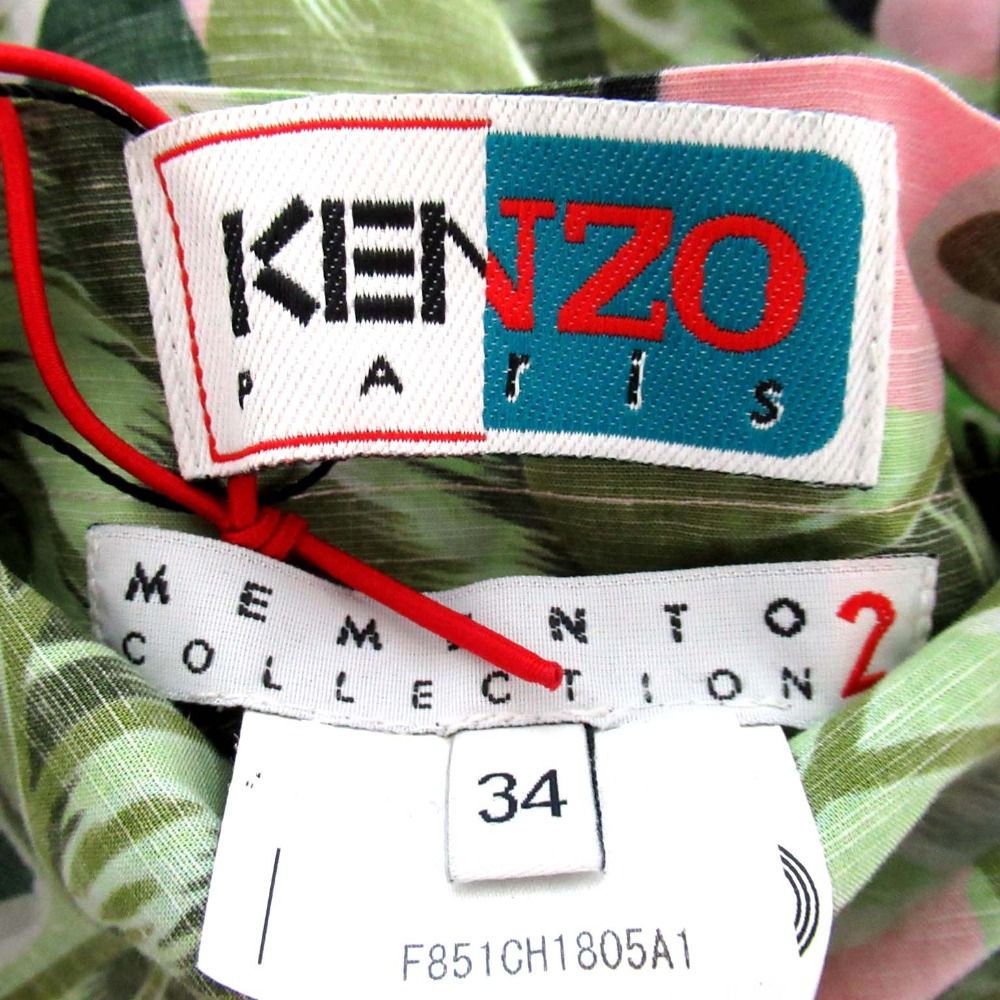 KENZO
PArIs
MEMENTO 2
COLLECTION
34
F851CH1805A1